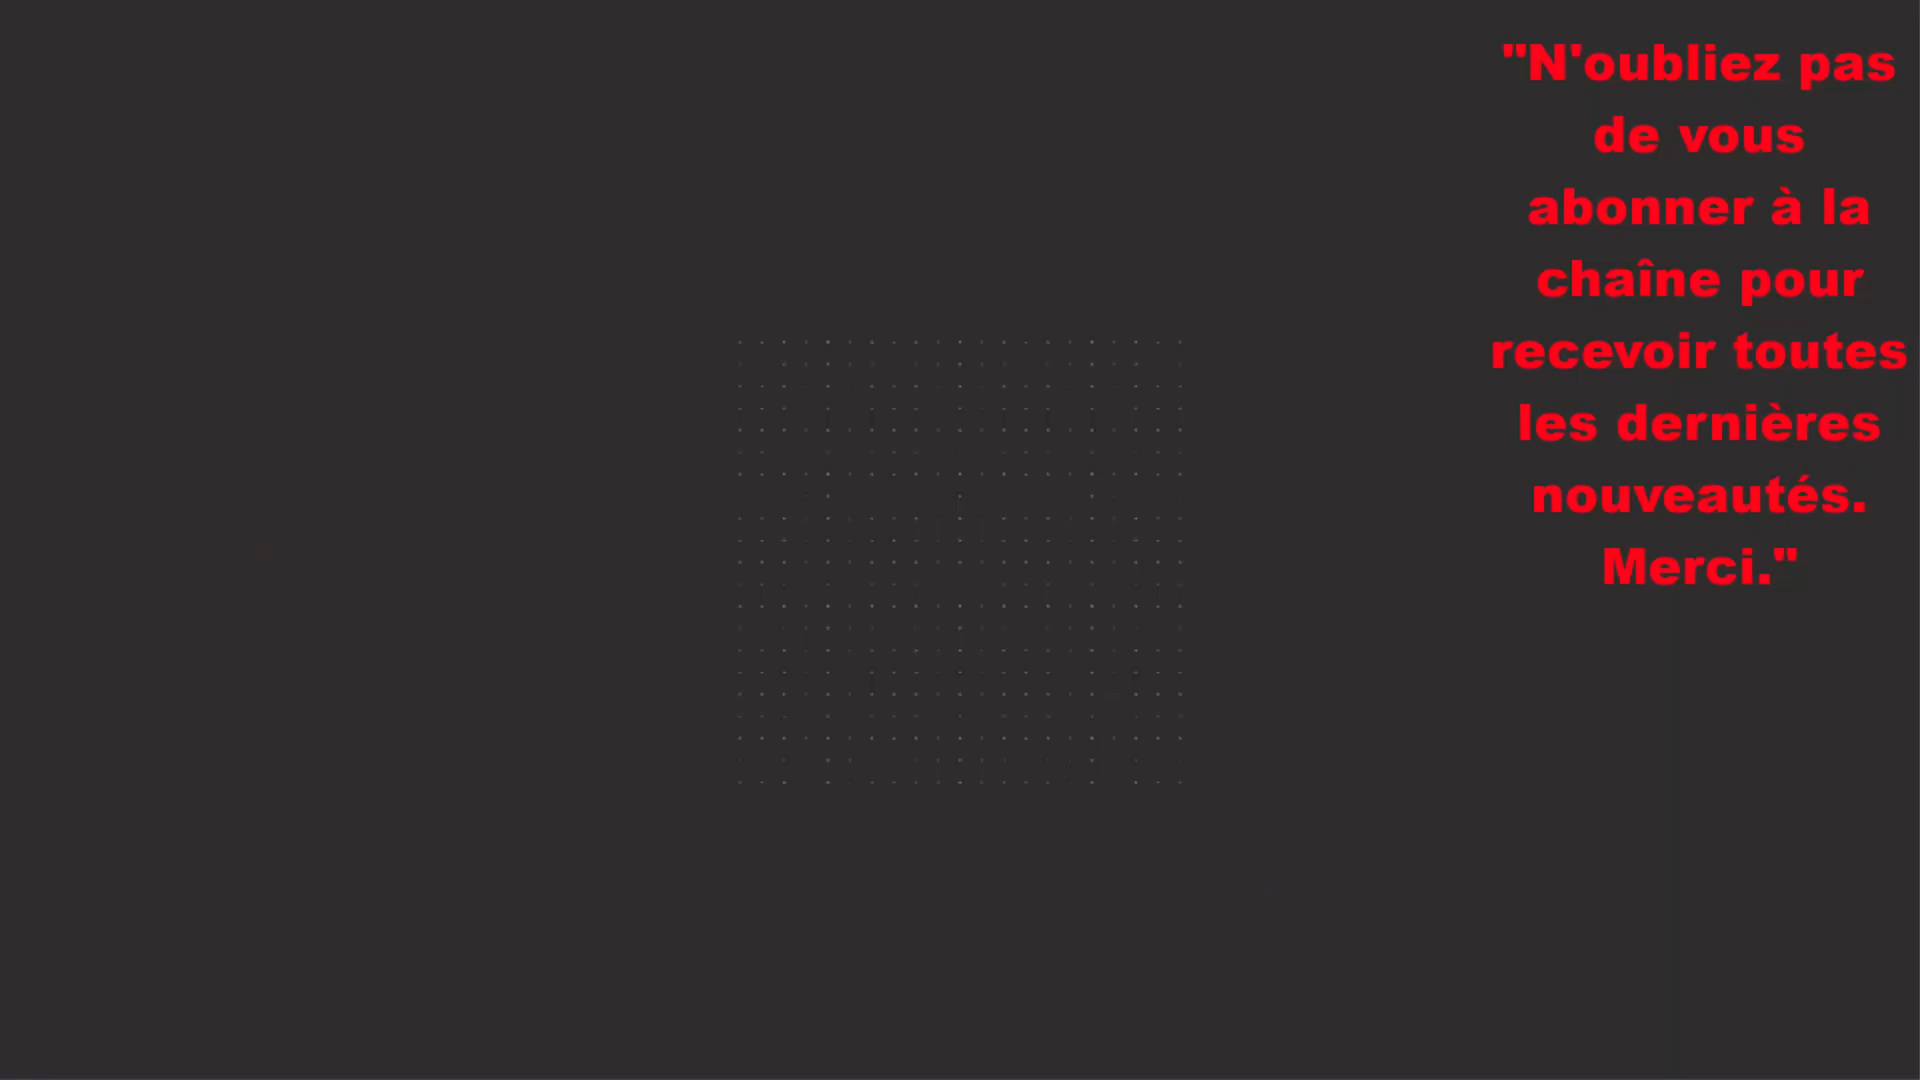 "N'oubliez pas
de vous
abonner à la
chaîne pour
recevoir toutes
les dernières
nouveautés.
Merci."